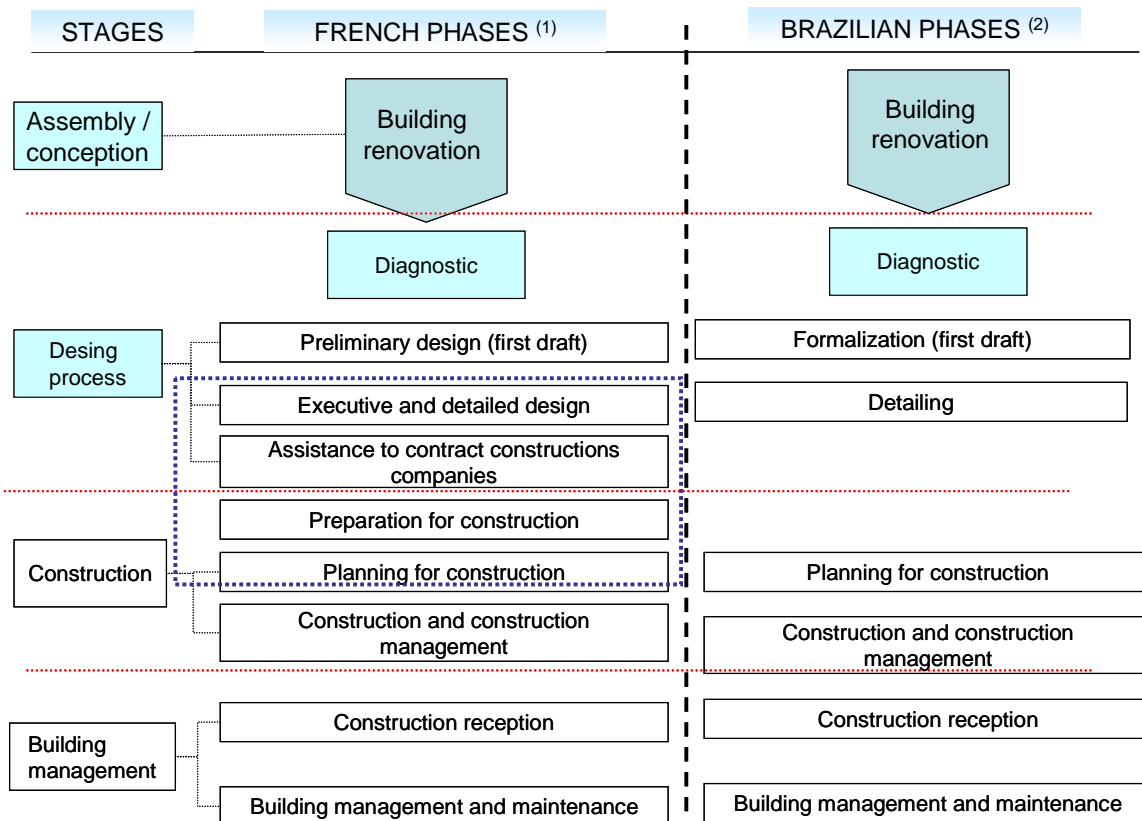 STAGES
FRENCH PHASES (1)
BRAZILIAN PHASES (2)
Assembly /
conception
Building
renovation
Building
renovation
Diagnostic
Diagnostic
Desing
process
Preliminary design (first draft)
Formalization (first draft)
Executive and detailed design
Detailing
Assistance to contract constructions
companies
Preparation for construction
Construction
Planning for construction
Planning for construction
Construction and construction
management
Construction and construction
management
Building
management
Construction reception
Construction reception
Building management and maintenance
Building management and maintenance